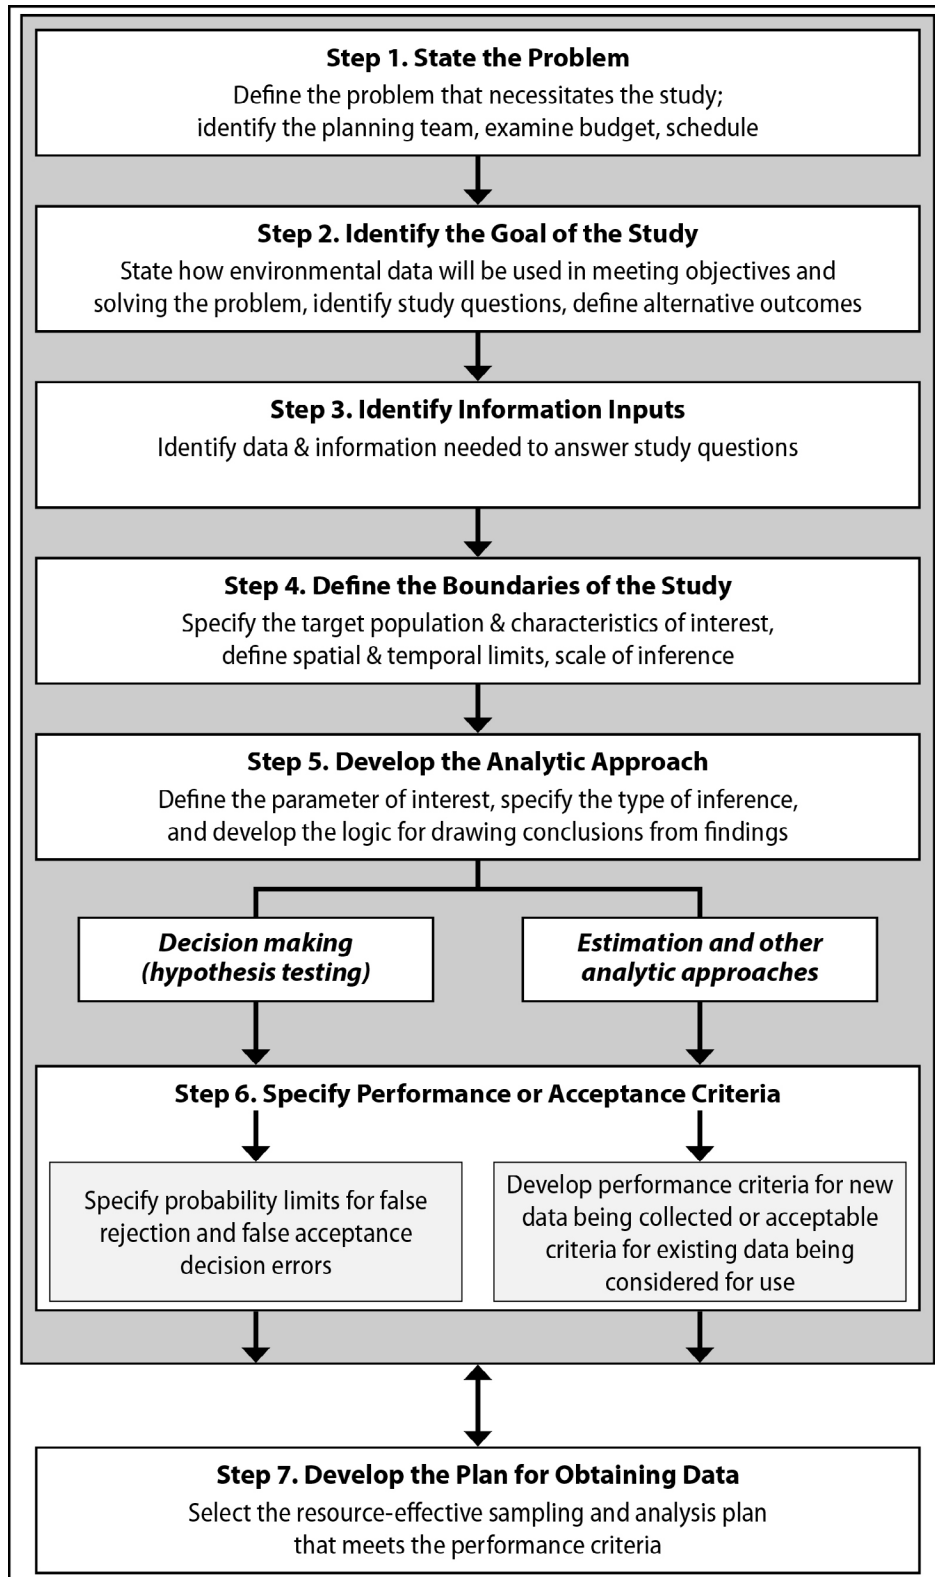 Step 1. State the Problem
Define the problem that necessitates the study;
identify the planning team, examine budget, schedule
Step 2. Identify the Goal of the Study
State how environmental data will be used in meeting objectives and
solving the problem, identify study questions, define alternative outcomes
Step 3. Identify Information Inputs
Identify data & information needed to answer study questions
Step 4. Define the Boundaries of the Study
Specify the target population & characteristics of interest,
define spatial & temporal limits, scale of inference
Step 5. Develop the Analytic Approach
Define the parameter of interest, specify the type of inference,
and develop the logic for drawing conclusions from findings
Decision making
(hypothesis testing)
Estimation and other
analytic approaches
Step 6. Specify Performance or Acceptance Criteria
Specify probability limits for false
rejection and false acceptance
decision errors
Develop performance criteria for new
data being collected or acceptable
criteria for existing data being
considered for use
Step 7. Develop the Plan for Obtaining Data
Select the resource-effective sampling and analysis plan
that meets the performance criteria